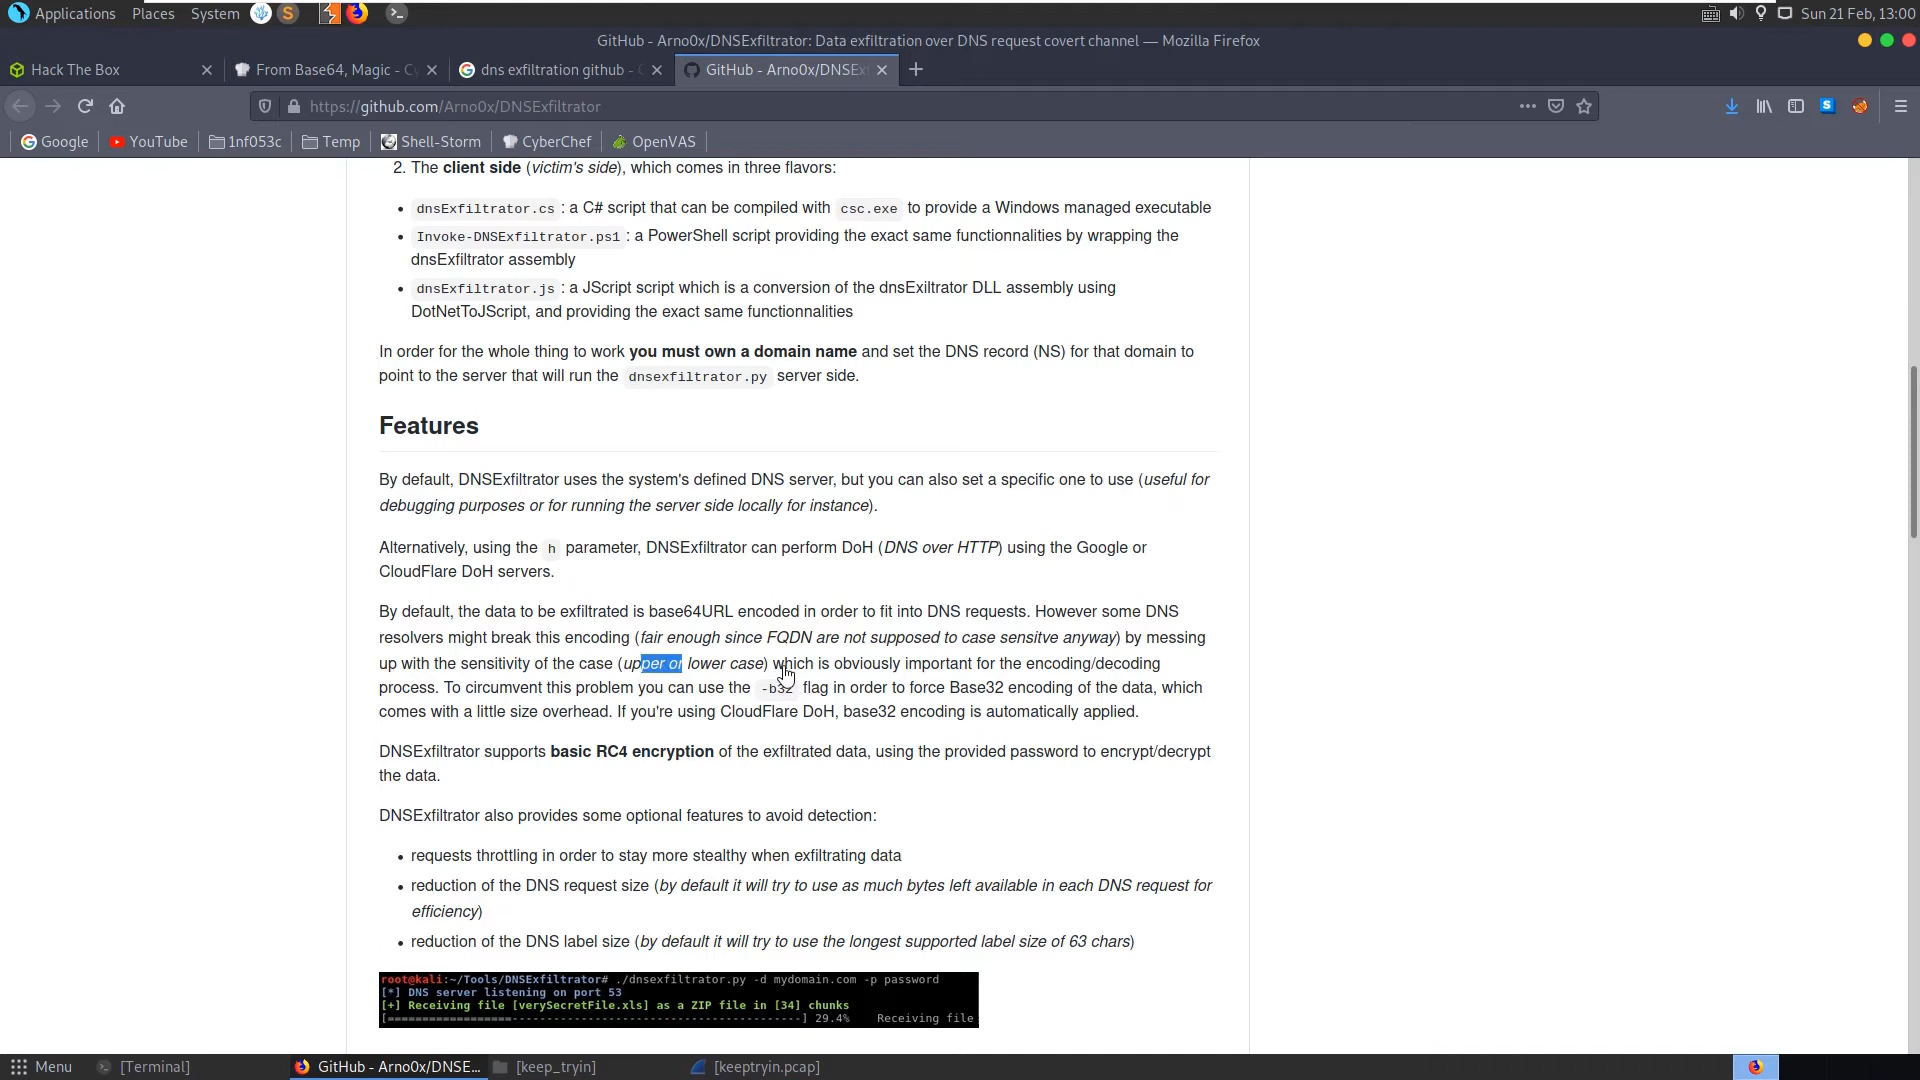 Applications Places System Sun 21 Feb, 13:00
GitHub - Arno0x/DNSExfiltrator: Data exfiltration over DNS request covert channel — Mozilla Firefox
Hack The Box From Base64, Magic - Cy dns exfiltration github - GitHub - Arno0x/DNSEx
https://github.com/Arno0x/DNSExfiltrator
Google YouTube 1nf053c Temp Shell-Storm CyberChef OpenVAS
2. The client side (victim's side), which comes in three flavors:
• dnsExfiltrator.cs : a C# script that can be compiled with csc.exe to provide a Windows managed executable
• Invoke-DNSExfiltrator.ps1 : a PowerShell script providing the exact same functionnalities by wrapping the
dnsExfiltrator assembly
• dnsExfiltrator.js : a JScript script which is a conversion of the dnsExiltrator DLL assembly using
DotNetToJScript, and providing the exact same functionnalities
In order for the whole thing to work you must own a domain name and set the DNS record (NS) for that domain to
point to the server that will run the dnsexfiltrator.py server side.
Features
By default, DNSExfiltrator uses the system's defined DNS server, but you can also set a specific one to use (useful for
debugging purposes or for running the server side locally for instance).
Alternatively, using the h parameter, DNSExfiltrator can perform DoH (DNS over HTTP) using the Google or
CloudFlare DoH servers.
By default, the data to be exfiltrated is base64URL encoded in order to fit into DNS requests. However some DNS
resolvers might break this encoding (fair enough since FQDN are not supposed to case sensitve anyway) by messing
up with the sensitivity of the case (upper or lower case) which is obviously important for the encoding/decoding
process. To circumvent this problem you can use the -b32 flag in order to force Base32 encoding of the data, which
comes with a little size overhead. If you're using CloudFlare DoH, base32 encoding is automatically applied.
DNSExfiltrator supports basic RC4 encryption of the exfiltrated data, using the provided password to encrypt/decrypt
the data.
DNSExfiltrator also provides some optional features to avoid detection:
• requests throttling in order to stay more stealthy when exfiltrating data
• reduction of the DNS request size (by default it will try to use as much bytes left available in each DNS request for
efficiency)
• reduction of the DNS label size (by default it will try to use the longest supported label size of 63 chars)
root@kali:~/Tools/DNSExfiltrator# ./dnsexfiltrator.py -d mydomain.com -p password
[*] DNS server listening on port 53
[+] Receiving file [verySecretFile.xls] as a ZIP file in [34] chunks
[===================------------------------------------------] 29.4% Receiving file
Menu [Terminal] GitHub - Arno0x/DNSE... [keep_tryin] [keeptryin.pcap]